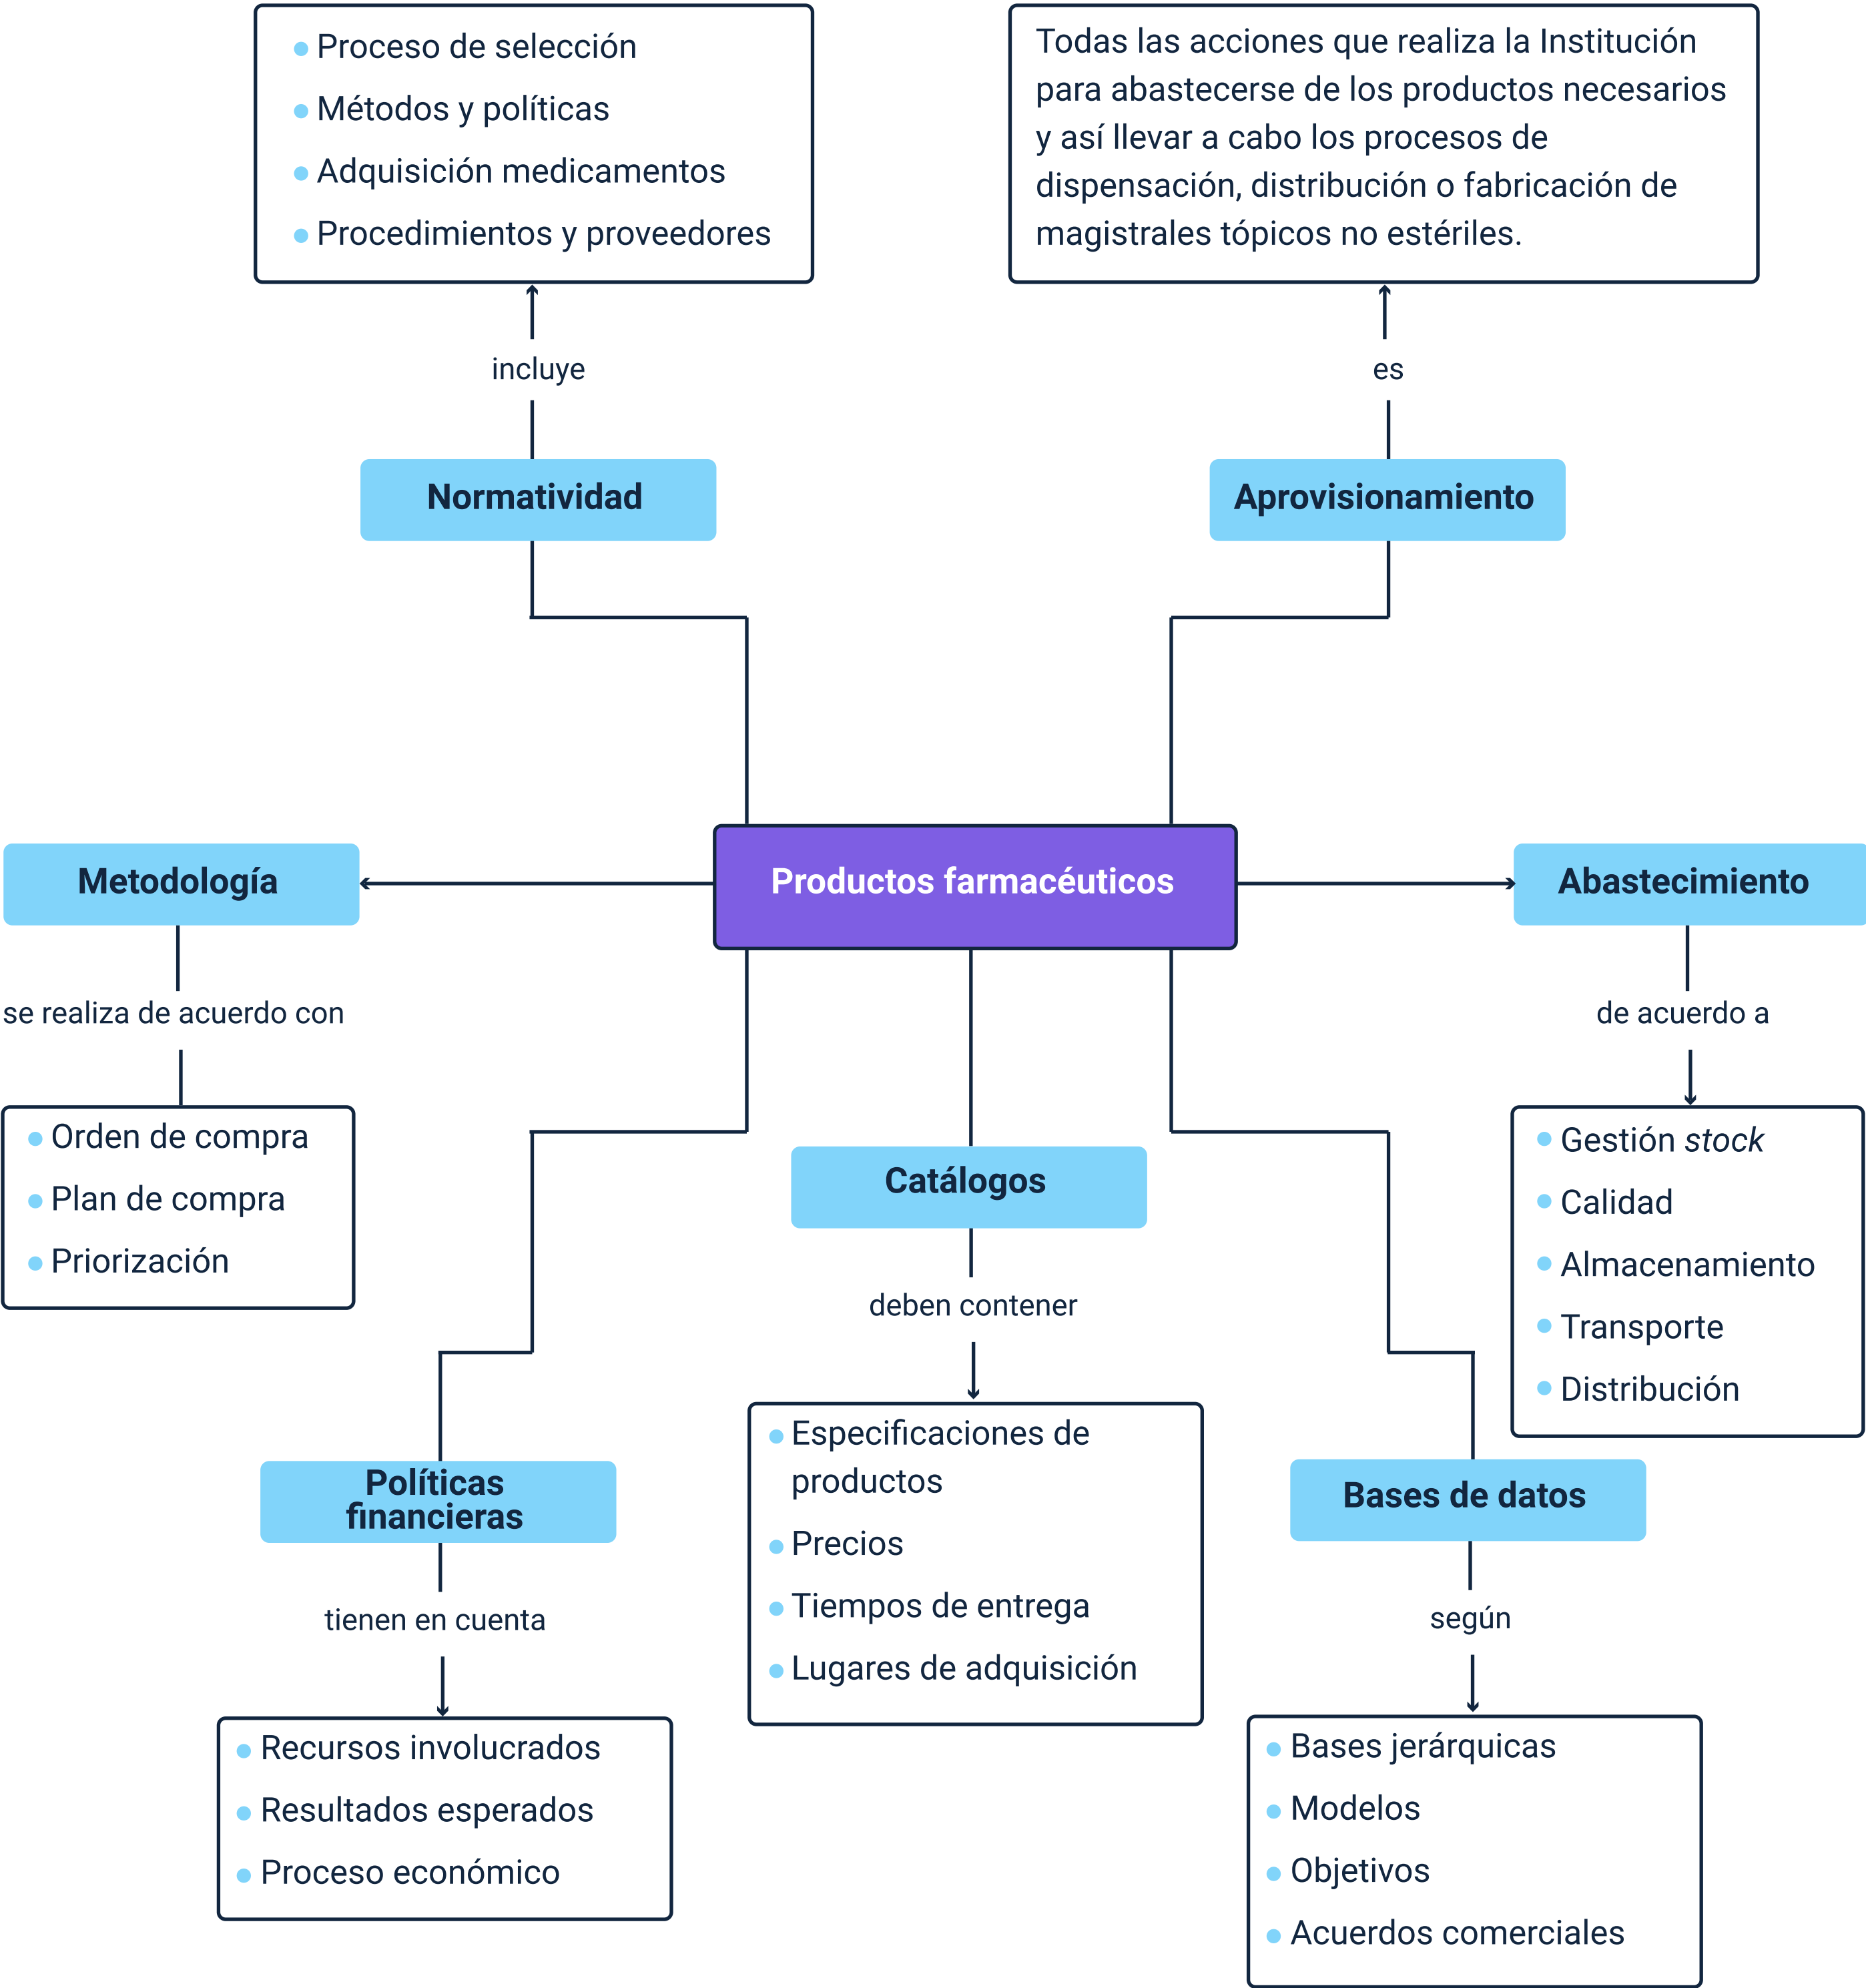 Proceso de selección
Métodos y políticas
Adquisición medicamentos
Procedimientos y proveedores
Todas las acciones que realiza la Institución
para abastecerse de los productos necesarios
y así llevar a cabo los procesos de
dispensación, distribución o fabricación de
magistrales tópicos no estériles.
incluye
es
Normatividad
Aprovisionamiento
Metodología
Productos farmacéuticos
Abastecimiento
se realiza de acuerdo con
de acuerdo a
Orden de compra
Plan de compra
Priorización
Catálogos
deben contener
Gestión stock
Calidad
Almacenamiento
Transporte
Distribución
Políticas
financieras
tienen en cuenta
Especificaciones de
productos
Precios
Tiempos de entrega
Lugares de adquisición
Bases de datos
según
Recursos involucrados
Resultados esperados
Proceso económico
Bases jerárquicas
Modelos
Objetivos
Acuerdos comerciales